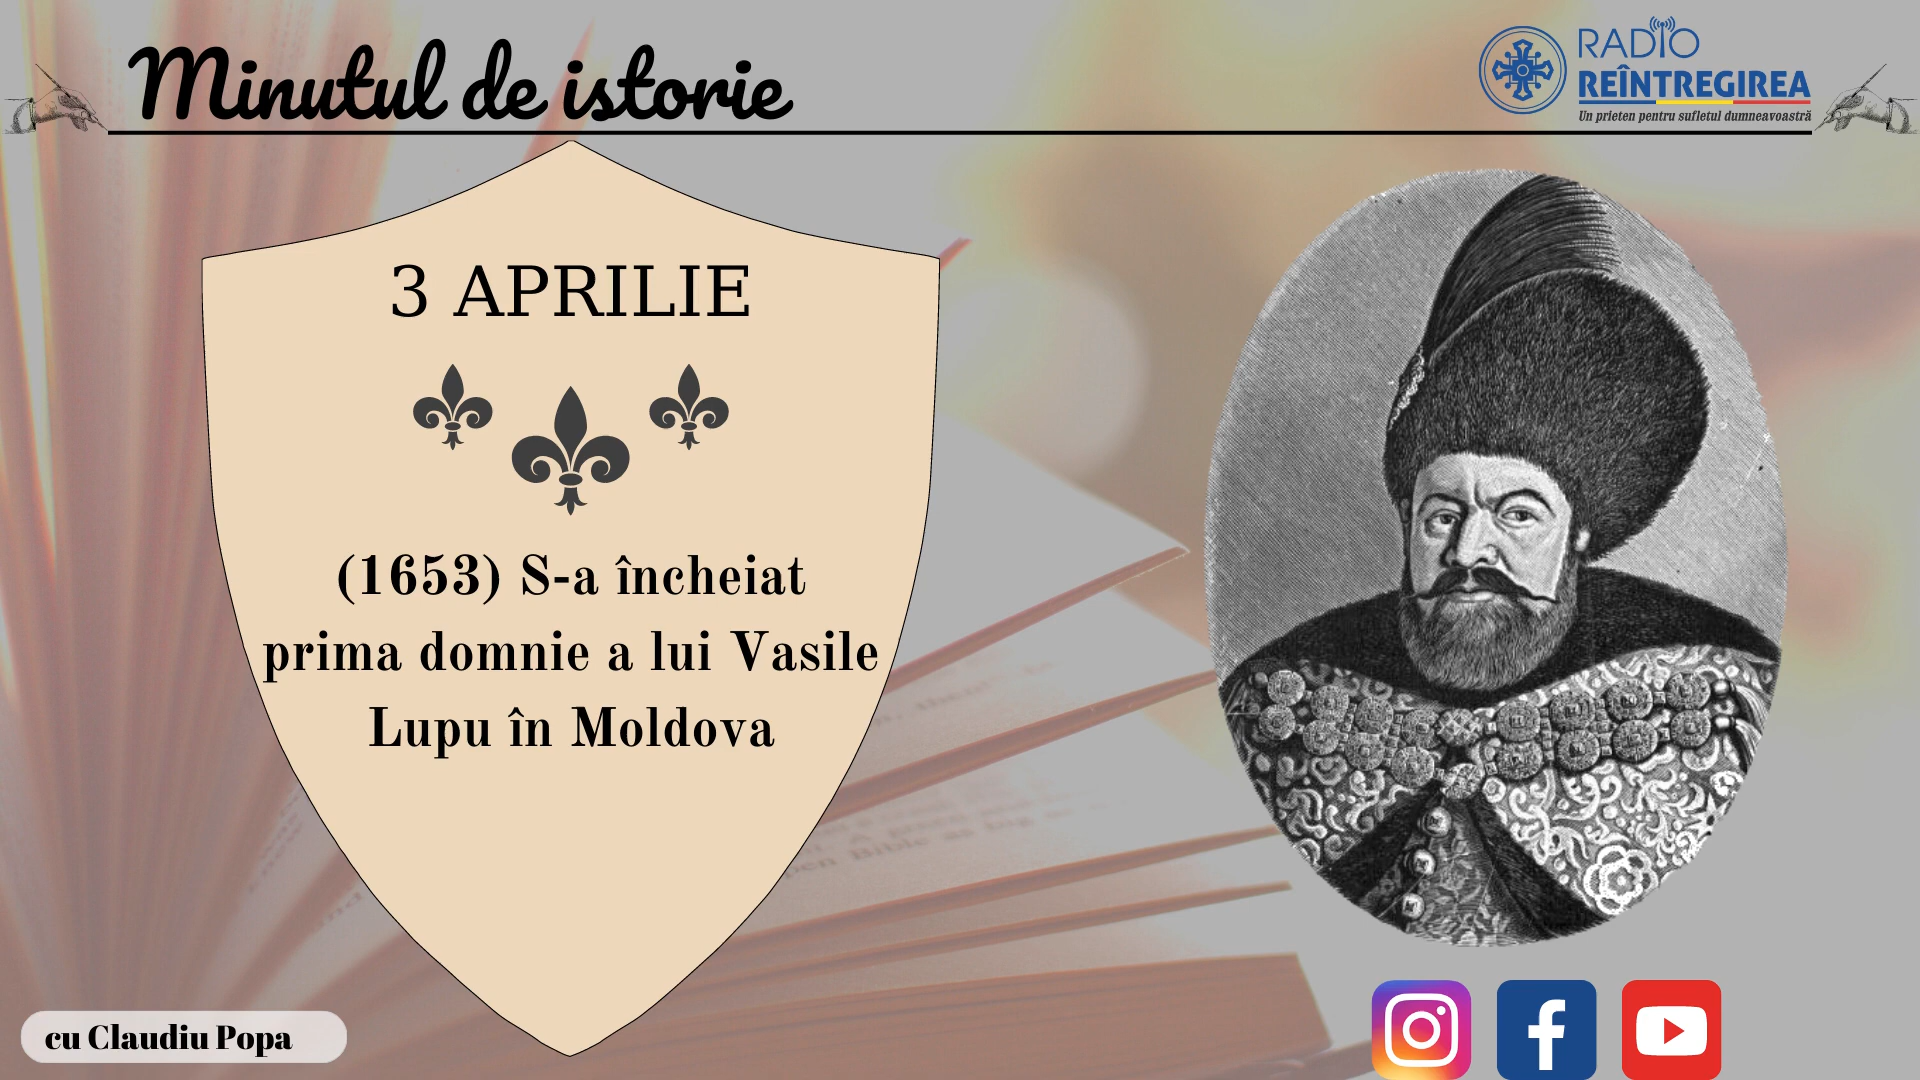 Minutul de istorie
RADIO
REÎNTREGIREA
Un prieten pentru sufletul dumneavoastră
3 APRILIE
(1653) S-a încheiat
prima domnie a lui Vasile
Lupu în Moldova
cu Claudiu Popa